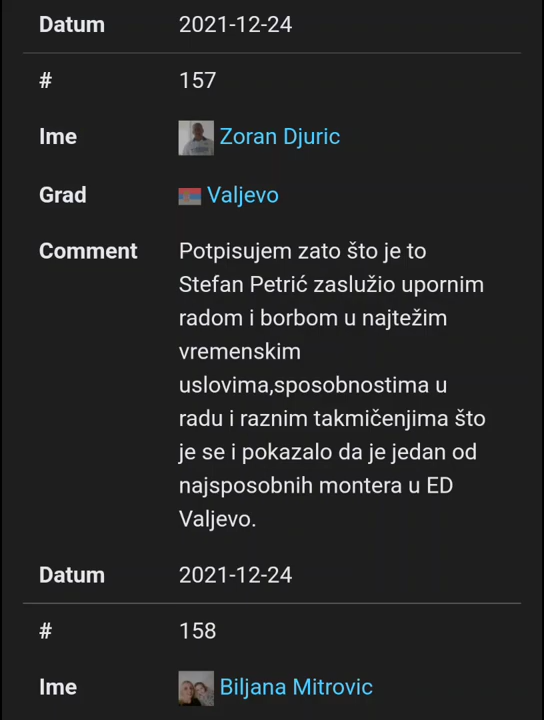 Datum 2021-12-24
# 157
Ime Zoran Djuric
Grad Valjevo
Comment Potpisujem zato što je to
Stefan Petrić zaslužio upornim
radom i borbom u najtežim
vremenskim
uslovima,sposobnostima u
radu i raznim takmičenjima što
je se i pokazalo da je jedan od
najsposobnih montera u ED
Valjevo.
Datum 2021-12-24
# 158
Ime Biljana Mitrovic